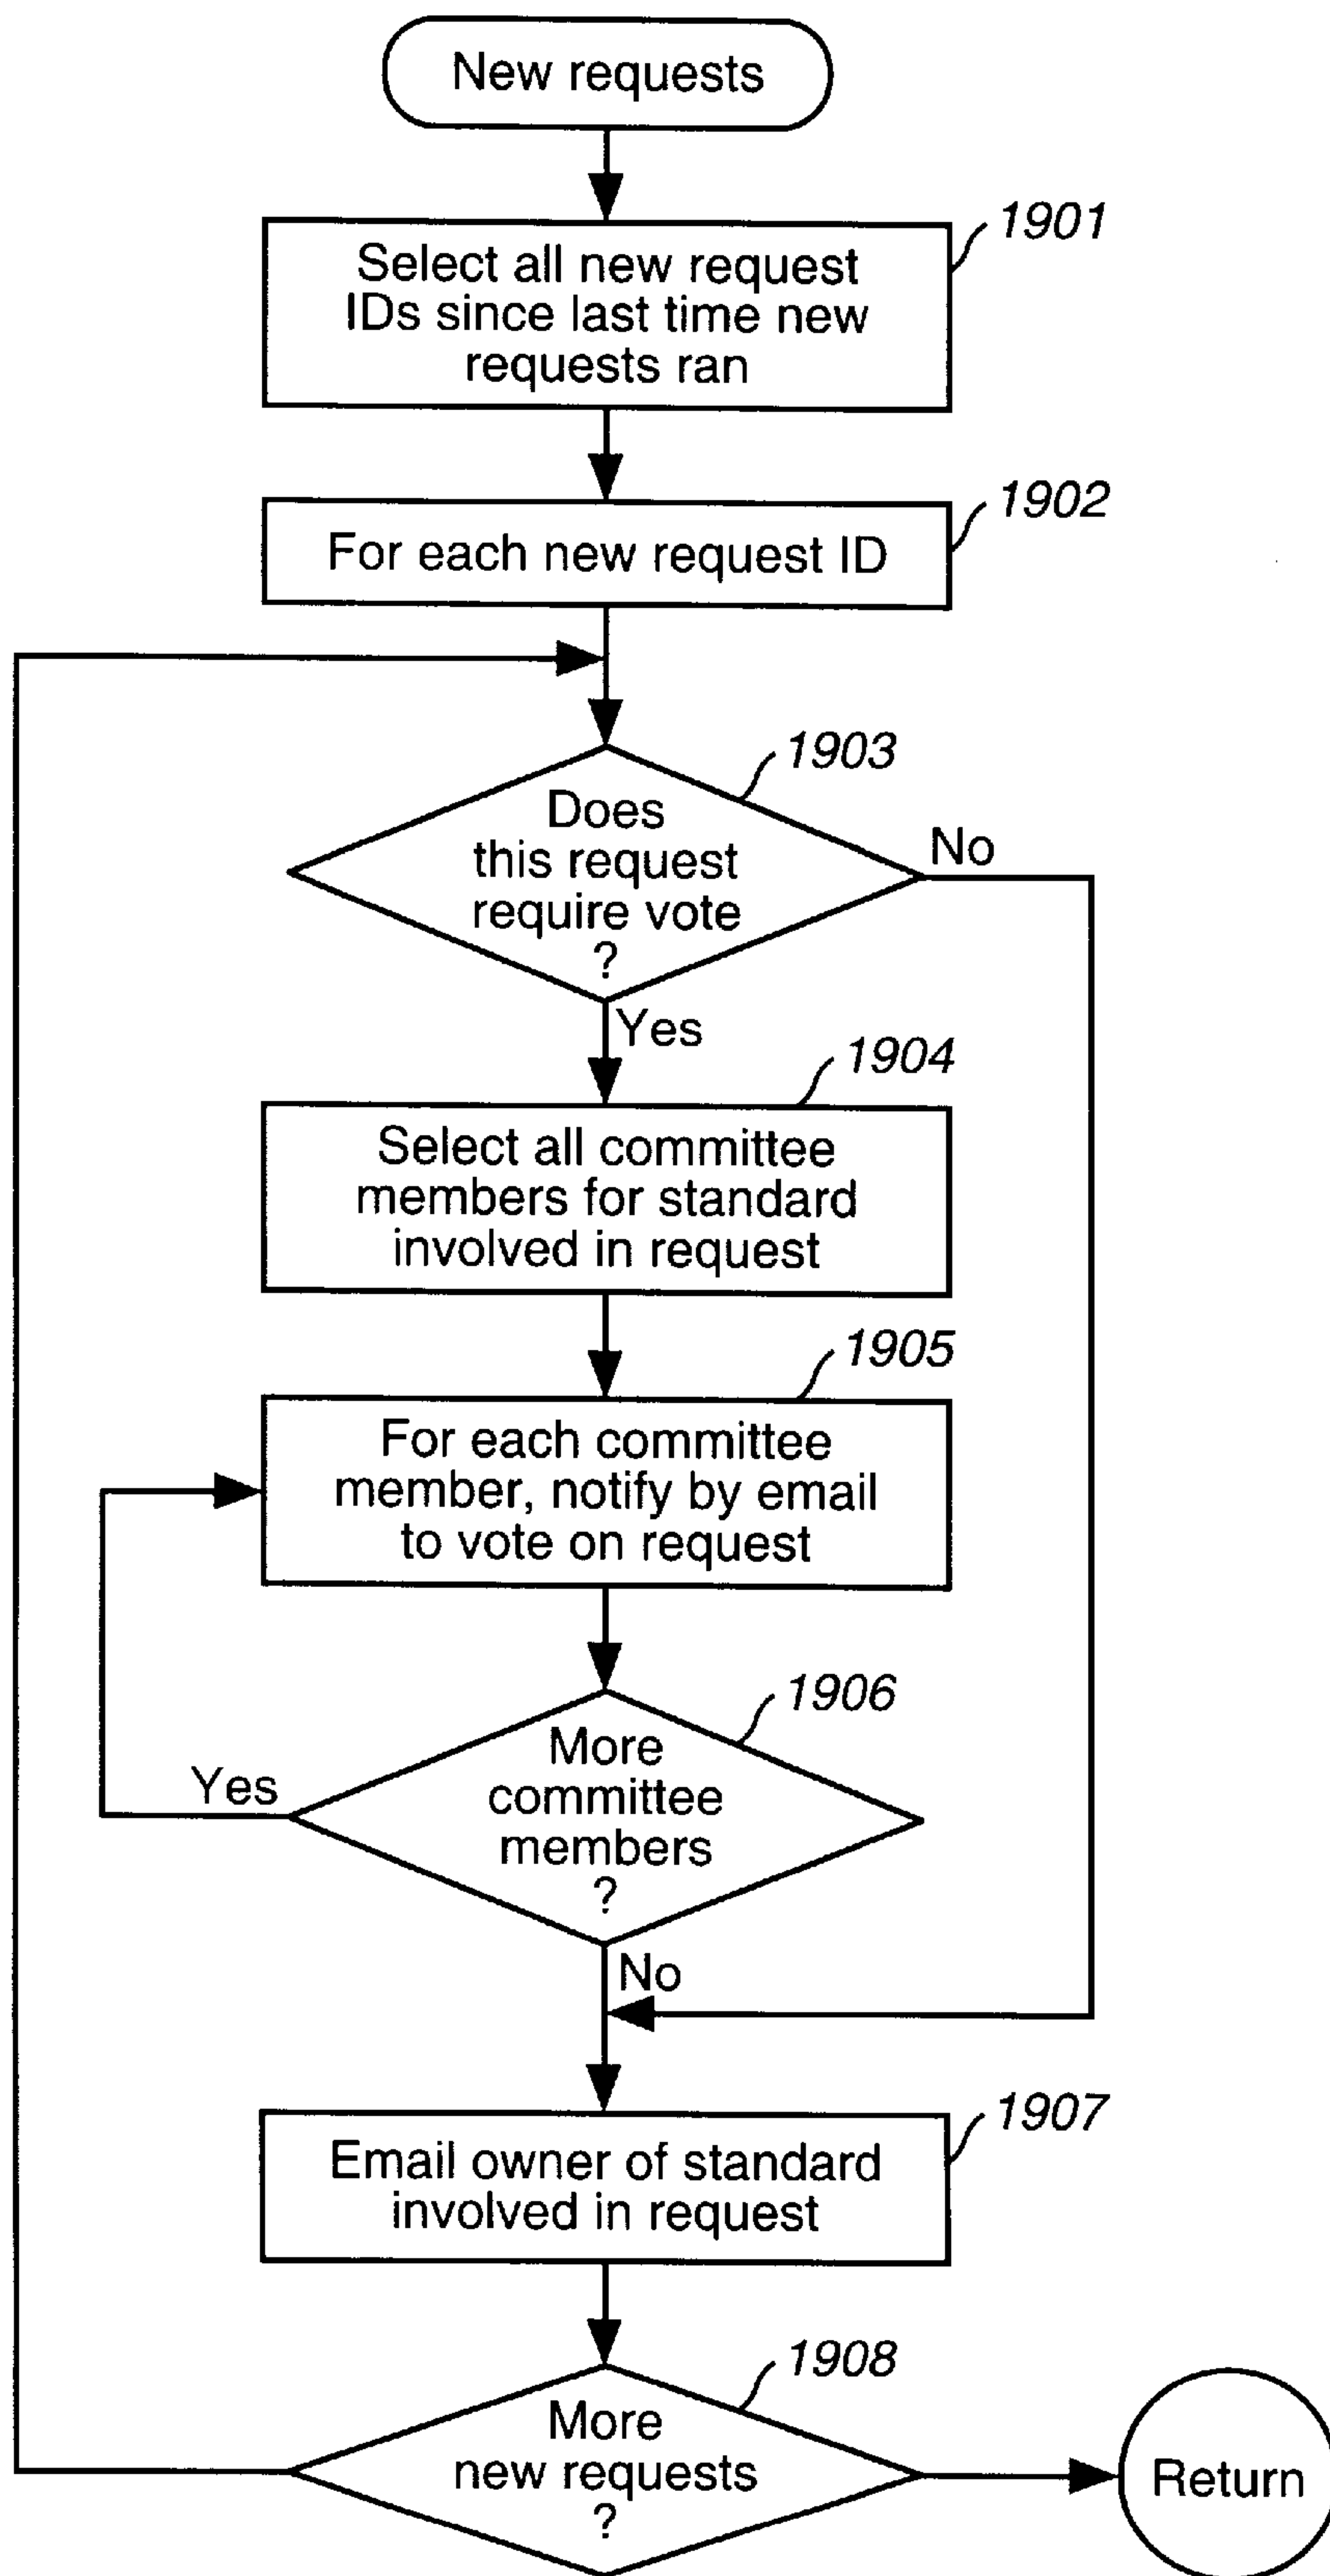 New requests
1901
Select all new request
IDs since last time new
requests ran
1902
For each new request ID
1903
Does
this request
require vote
?
No
Yes
1904
Select all committee
members for standard
involved in request
1905
For each committee
member, notify by email
to vote on request
1906
More
committee
members
?
Yes
No
1907
Email owner of standard
involved in request
1908
More
new requests
?
Return